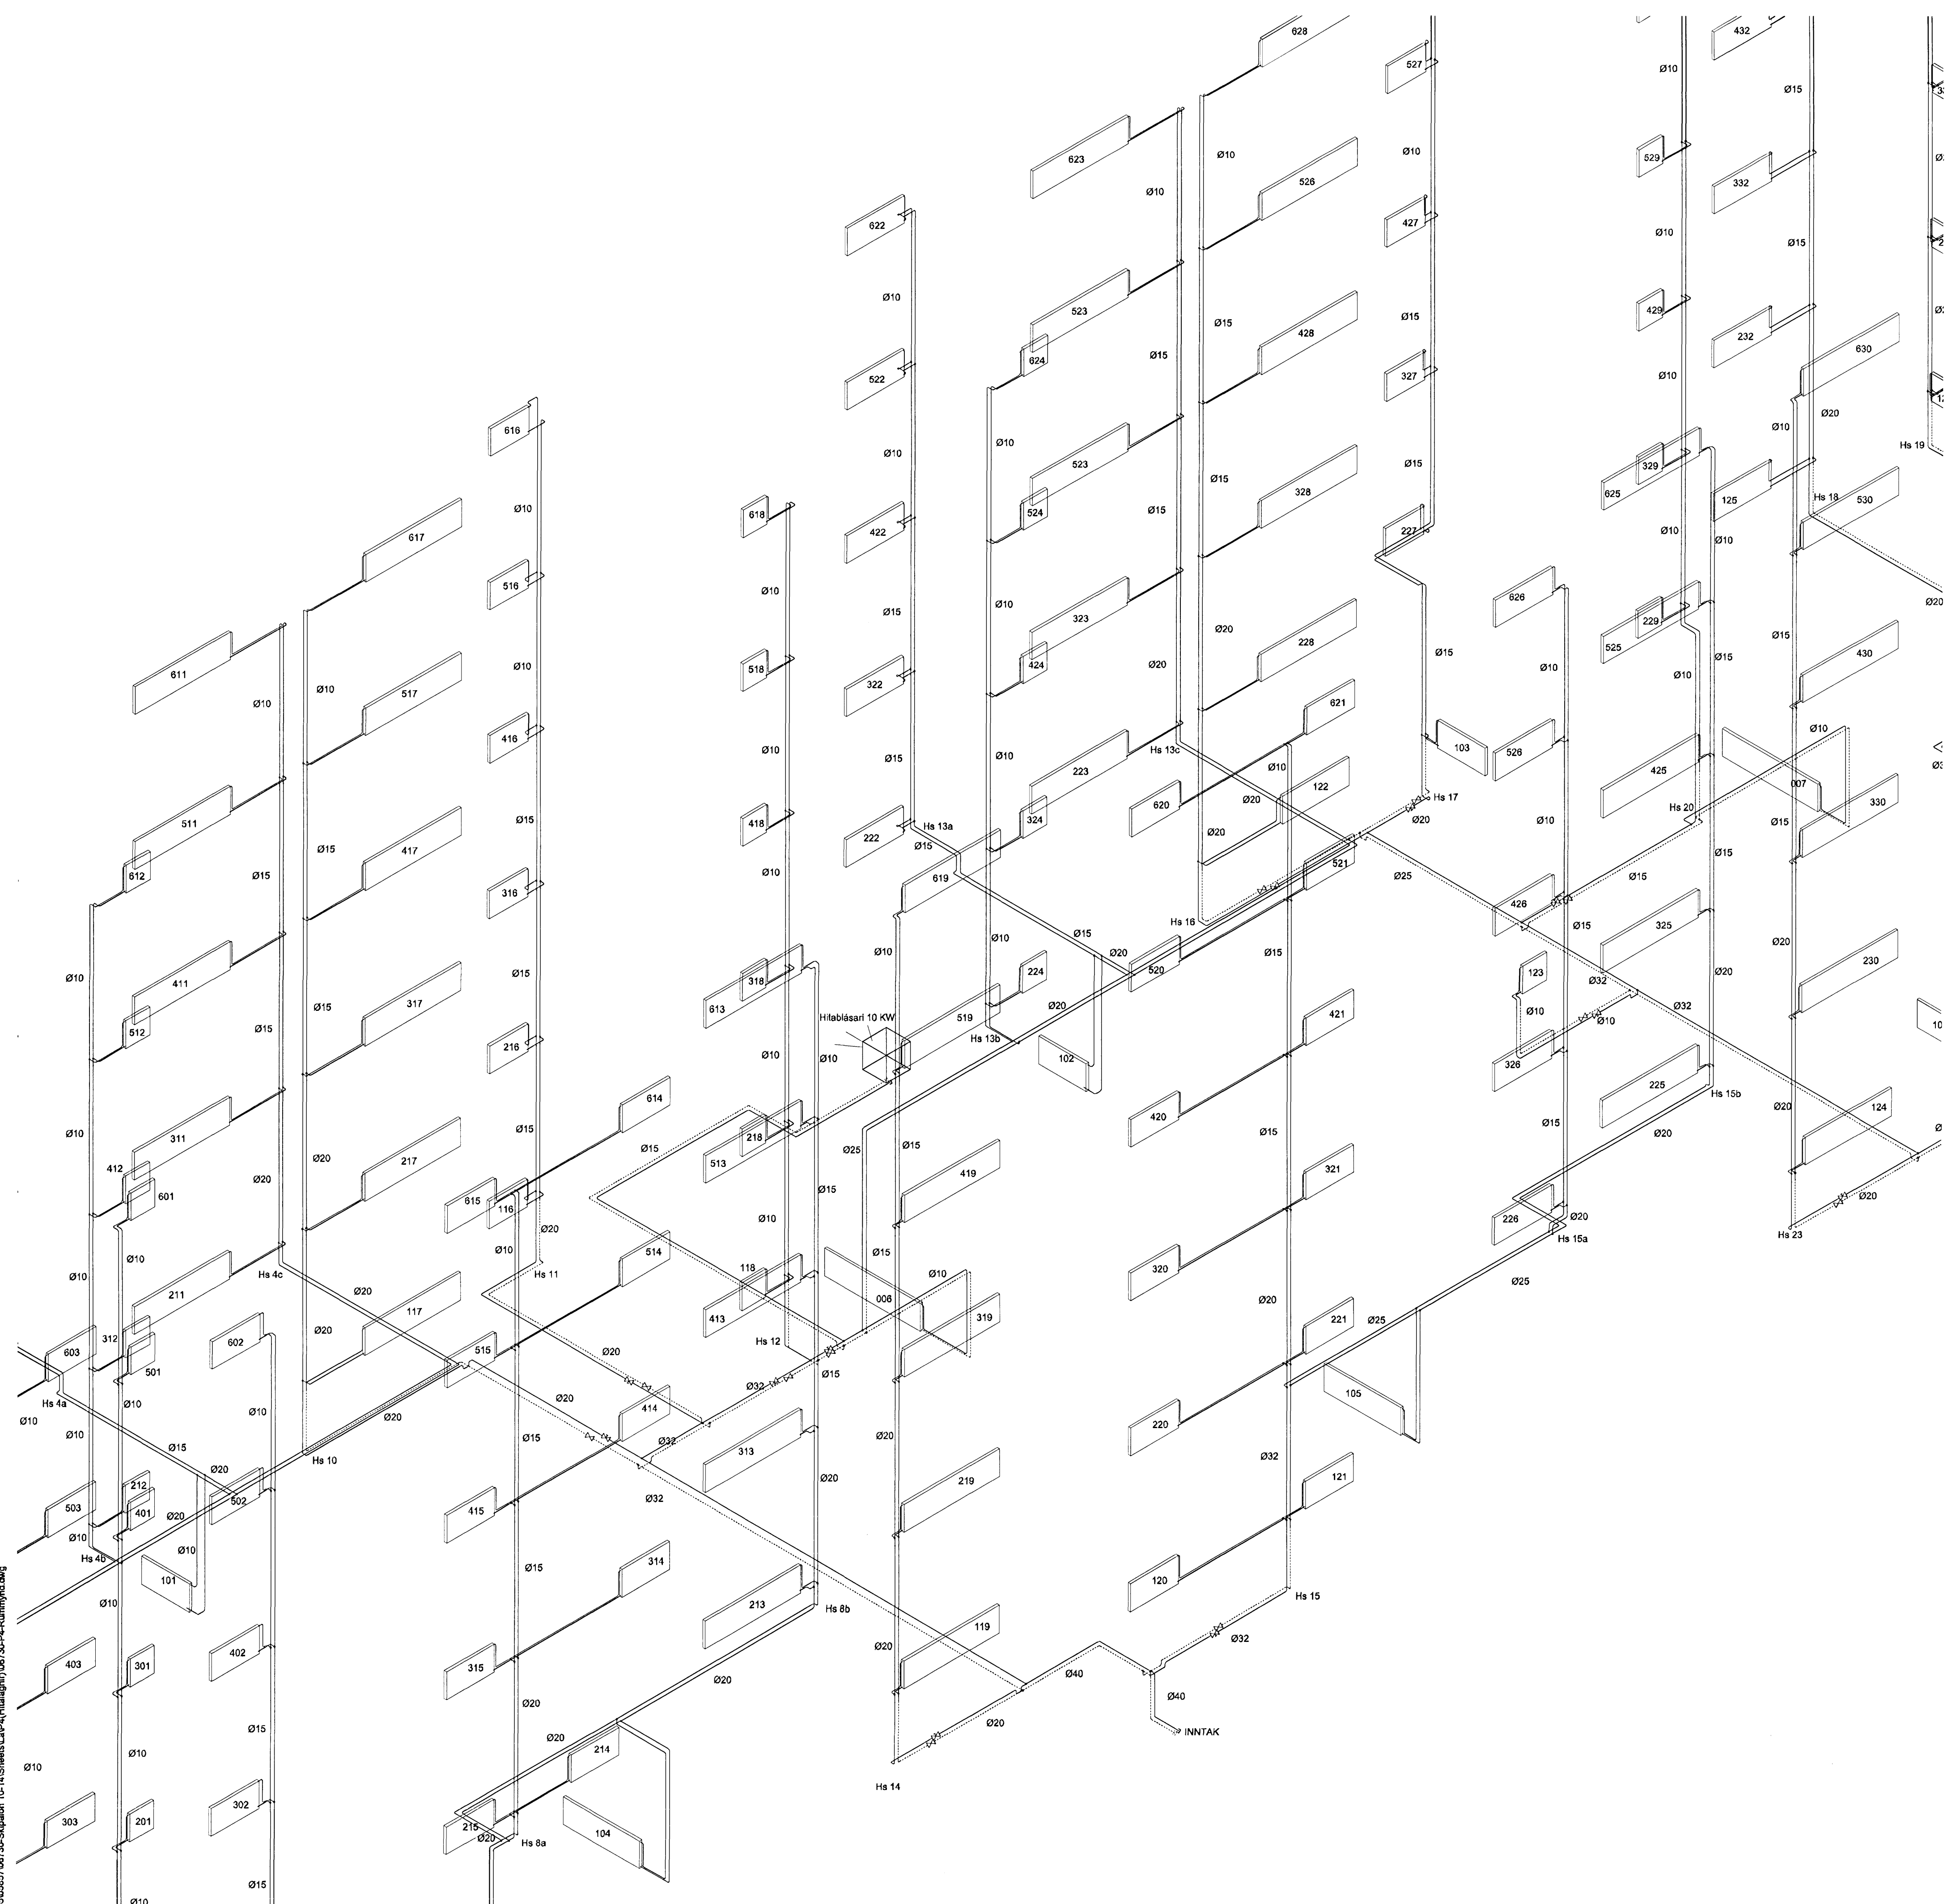 628
432
527
Ø10
Ø15
623
Ø10
Ø10
529
526
332
Ø10
622
427
Ø10
Ø15
Ø10
523
Ø15
Ø15
428
429
232
624
Ø15
630
522
327
Ø10
Ø20
Ø10
616
Ø10
Ø10
523
Ø15
Ø15
329
Hs 19
625
125
Hs 18
530
328
Ø10
618
524
Ø15
422
227
617
Ø10
Ø10
516
Ø10
Ø10
626
Ø20
Ø15
323
Ø20
229
Ø15
518
228
525
424
Ø15
Ø20
Ø15
Ø10
Ø10
Ø10
430
611
517
322
Ø10
Ø10
621
416
Ø10
Ø10
Ø15
Hs 13c
103
526
Ø10
223
Ø10
425
122
007
620
Ø20
Hs 17
330
Hs 20
511
Ø15
418
324
Hs 13a
Ø20
Ø20
Ø10
Ø15
222
Ø15
417
Ø15
521
612
Ø15
619
Ø25
Ø15
Ø10
316
426
Hs 16
Ø15
325
Ø15
Ø10
Ø10
Ø15
Ø20
Ø20
520
224
123
Ø20
230
Ø10
411
Ø15
318
613
Ø32
Ø20
Ø32
317
Ø15
Hitablásari 10 KW
519
Ø20
421
Ø10
Ø10
512
Ø15
216
Ø10
Ø10
Hs 13b
102
326
225
Hs 15b
614
124
Ø20
Ø10
311
Ø15
218
420
Ø20
Ø15
Ø25
Ø15
Ø15
Ø15
Ø20
217
513
412
419
321
601
Ø20
615
116
Ø15
Ø20
Ø10
226
Ø20
Ø20
Hs 15a
Hs 23
514
Ø15
Ø10
Ø10
Ø20
Hs 4c
Hs 11
118
Ø10
Ø10
Ø20
320
Ø20
Ø25
211
117
413
006
319
312
602
Hs 12
221
Ø25
603
Ø20
515
Ø20
501
Ø15
Ø32
Ø20
105
Hs 4a
Ø10
Ø10
Ø10
414
Ø10
Ø20
220
Ø10
Ø15
Ø15
Ø32
313
Ø20
Hs 10
Ø20
Ø32
121
212
Ø20
502
503
401
Ø20
Ø32
415
Ø10
Ø10
Hs 4b
314
Ø15
101
120
Hs 15
Ø10
213
Hs 8b
119
Ø32
403
301
402
315
Ø20
Ø20
Ø40
Ø20
Ø40
Ø15
Ø20
INNTAK
Ø10
Ø20
214
Ø10
Hs 14
302
303
201
215
Ø20
Hs 8a
104
Ø15
Ø10